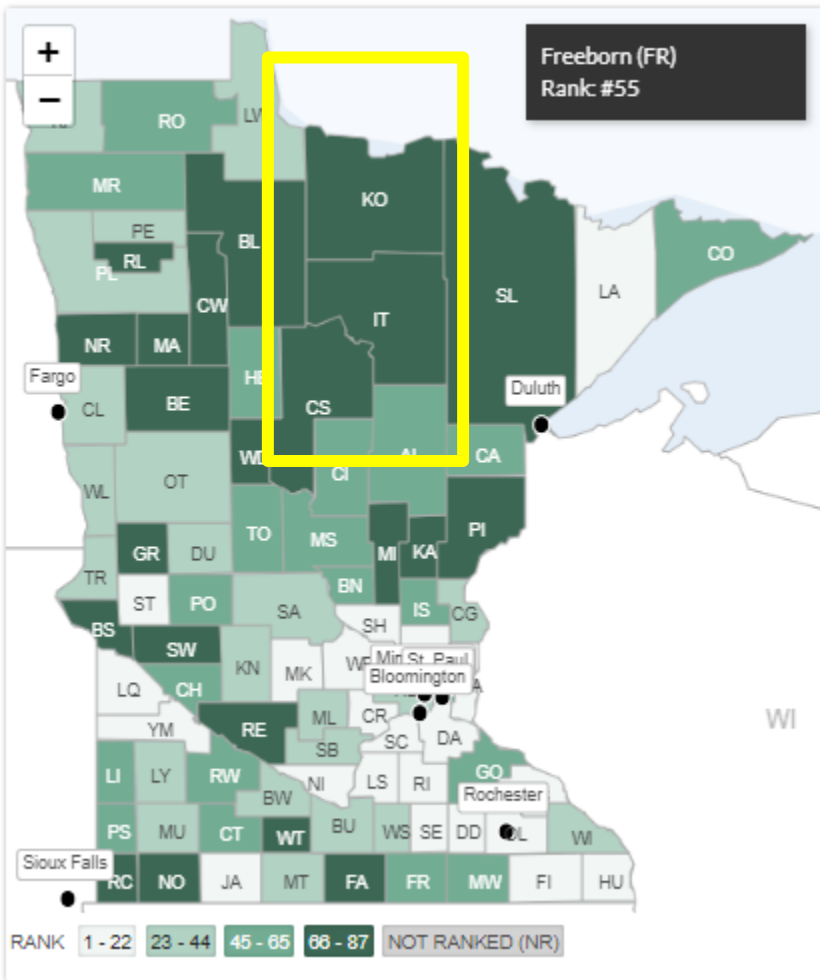 +
−
Freeborn (FR)
Rank: #55
LW
RO
KO
MR
PE
BL
RL
PL
CO
CW
IT
SL
LA
NR
MA
Fargo
HB
Duluth
BE
CS
CL
AI
WD
CA
CI
OT
WL
TO
MS
PI
GR
DU
MI
KA
TR
BN
ST
PO
SA
IS
CG
SH
BS
SW
KN
MK
St. Paul
Bloomington
LQ
CH
ML
CR
WI
YM
RE
SB
SC
DA
LI
LY
RW
NI
LS
RI
GO
BW
Rochester
PS
MU
CT
WT
BU
WS
SE
DD
OL
WI
Sioux Falls
RC
NO
JA
MT
FA
FR
MW
FI
HU
RANK 1 - 22 23 - 44 45 - 65 66 - 87 NOT RANKED (NR)